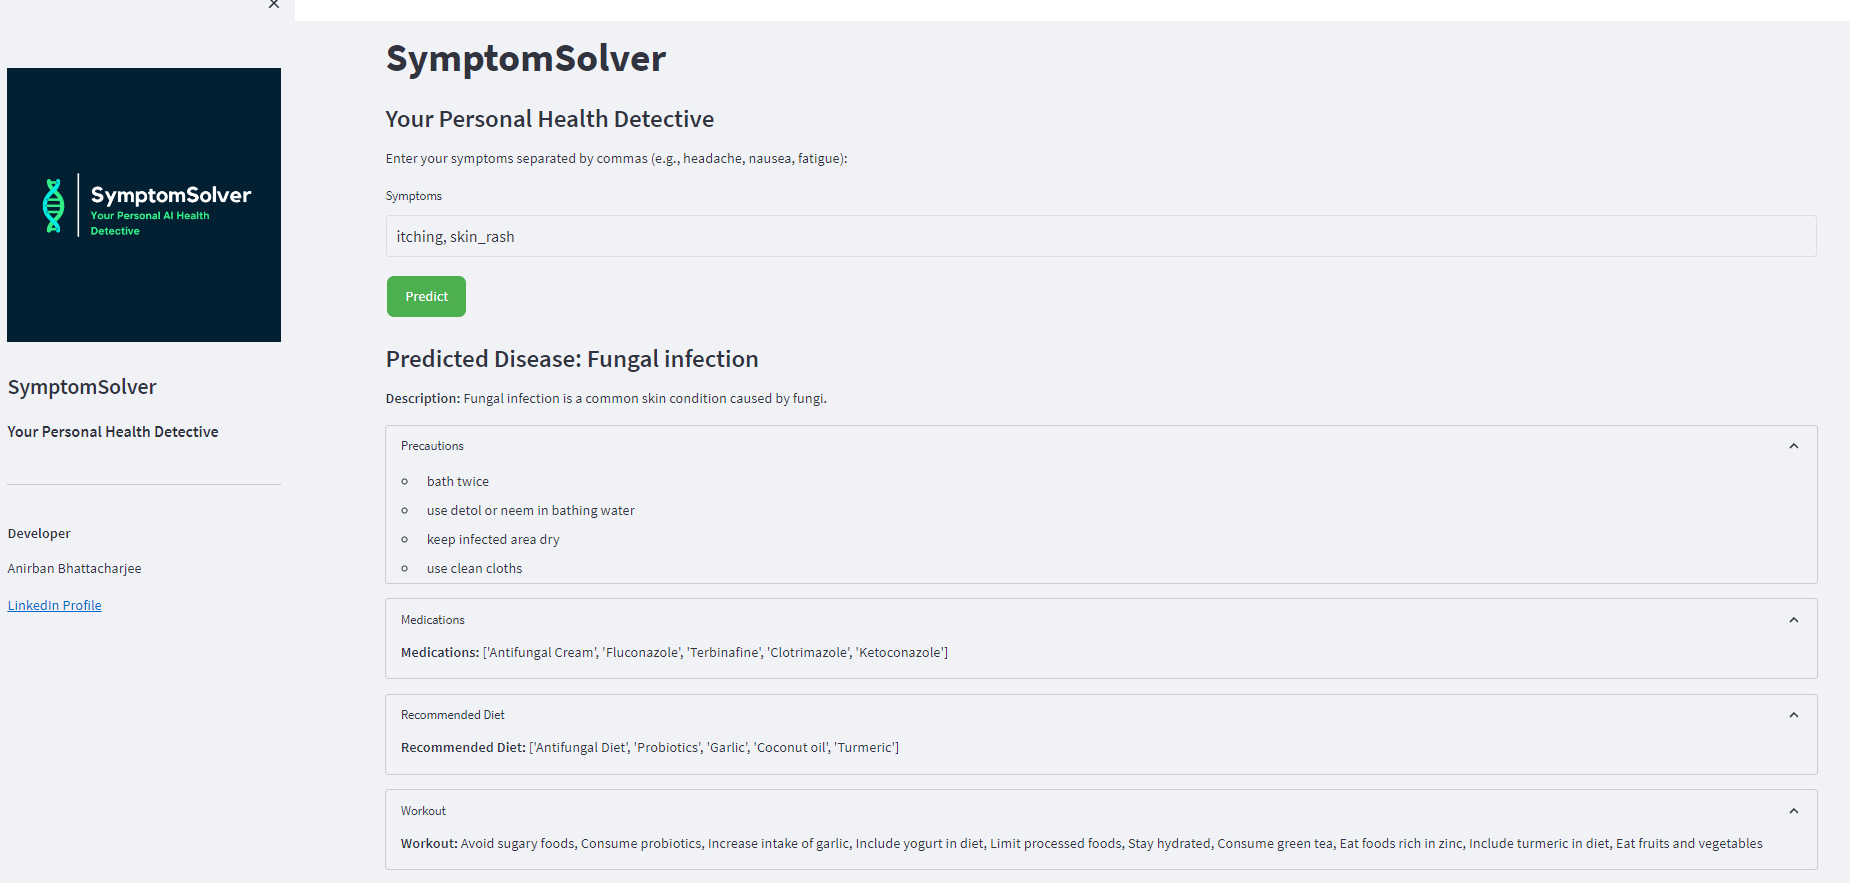 SymptomSolver
Your Personal AI Health
Detective
SymptomSolver
Your Personal Health Detective
Developer
Anirban Bhattacharjee
LinkedIn Profile
SymptomSolver
Your Personal Health Detective
Enter your symptoms separated by commas (e.g., headache, nausea, fatigue):
Symptoms
itching, skin_rash
Predict
Predicted Disease: Fungal infection
Description: Fungal infection is a common skin condition caused by fungi.
Precautions
bath twice
use detol or neem in bathing water
keep infected area dry
use clean cloths
Medications
Medications: ['Antifungal Cream', 'Fluconazole', 'Terbinafine', 'Clotrimazole', 'Ketoconazole']
Recommended Diet
Recommended Diet: ['Antifungal Diet', 'Probiotics', 'Garlic', 'Coconut oil', 'Turmeric']
Workout
Workout: Avoid sugary foods, Consume probiotics, Increase intake of garlic, Include yogurt in diet, Limit processed foods, Stay hydrated, Consume green tea, Eat foods rich in zinc, Include turmeric in diet, Eat fruits and vegetables